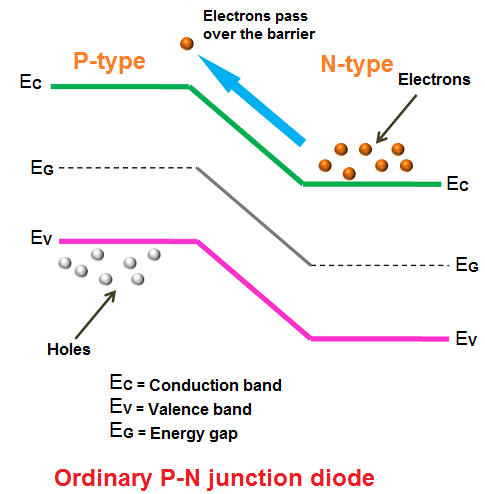 Electrons pass
over the barrier
P-type
N-type
Electrons
EC
EC
EG
EG
EV
EV
Holes
EC = Conduction band
EV = Valence band
EG = Energy gap
Ordinary P-N junction diode